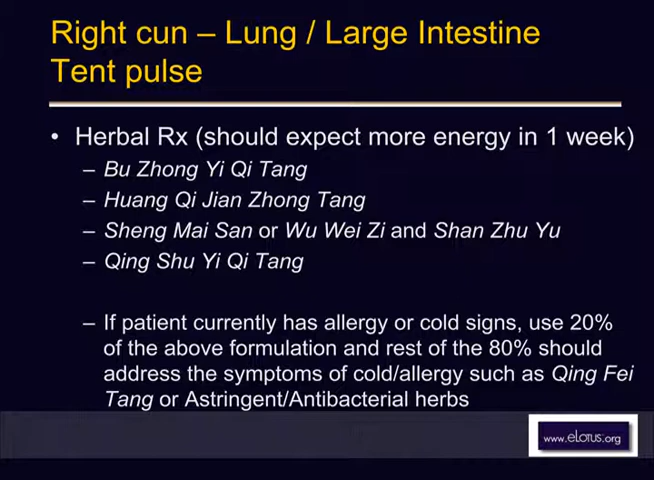 Right cun – Lung / Large Intestine
Tent pulse
• Herbal Rx (should expect more energy in 1 week)
– Bu Zhong Yi Qi Tang
– Huang Qi Jian Zhong Tang
– Sheng Mai San or Wu Wei Zi and Shan Zhu Yu
– Qing Shu Yi Qi Tang
– If patient currently has allergy or cold signs, use 20%
of the above formulation and rest of the 80% should
address the symptoms of cold/allergy such as Qing Fei
Tang or Astringent/Antibacterial herbs
www.eLotus.org